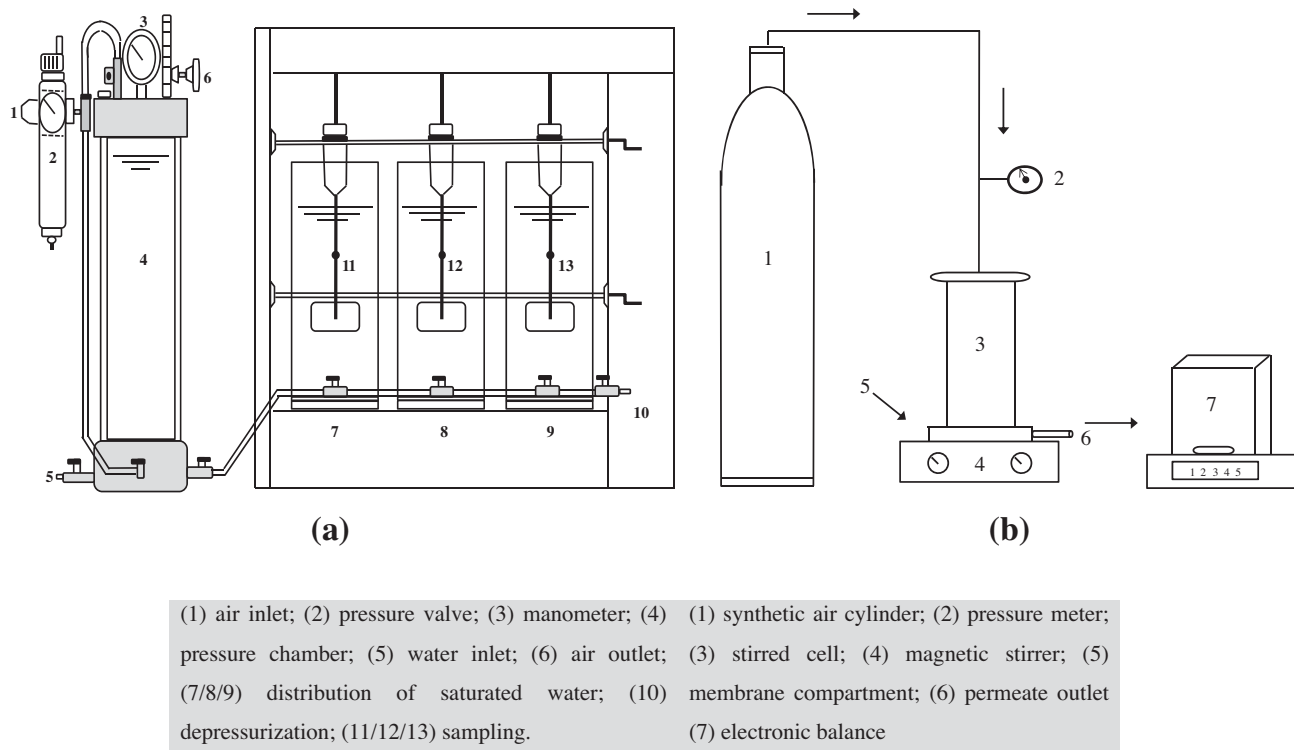 3
6
1
2
4
5
11
12
13
7
8
9
10
(a)
1
2
3
5
4
6
7
1 2 3 4 5
(b)
(1) air inlet; (2) pressure valve; (3) manometer; (4)
pressure chamber; (5) water inlet; (6) air outlet;
(7/8/9) distribution of saturated water; (10)
depressurization; (11/12/13) sampling.
(1) synthetic air cylinder; (2) pressure meter;
(3) stirred cell; (4) magnetic stirrer; (5)
membrane compartment; (6) permeate outlet
(7) electronic balance